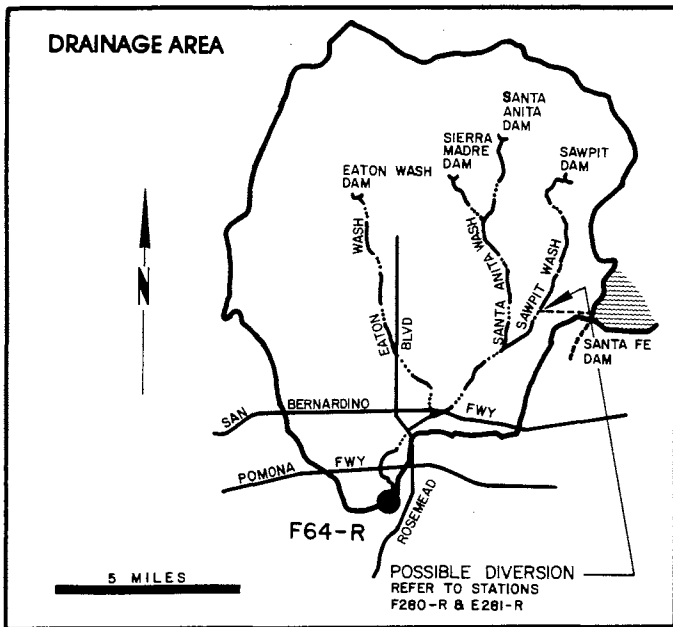 DRAINAGE AREA
SANTA
ANITA
DAM
SIERRA
MADRE
DAM
SAWPIT
DAM
EATON WASH
DAM
N
EATON WASH
BLVD
SANTA ANITA WASH
SAWPIT WASH
SANTA FE
DAM
SAN BERNARDINO FWY
POMONA FWY
F64-R
ROSEMEAD
5 MILES
POSSIBLE DIVERSION
REFER TO STATIONS
F280-R & E281-R